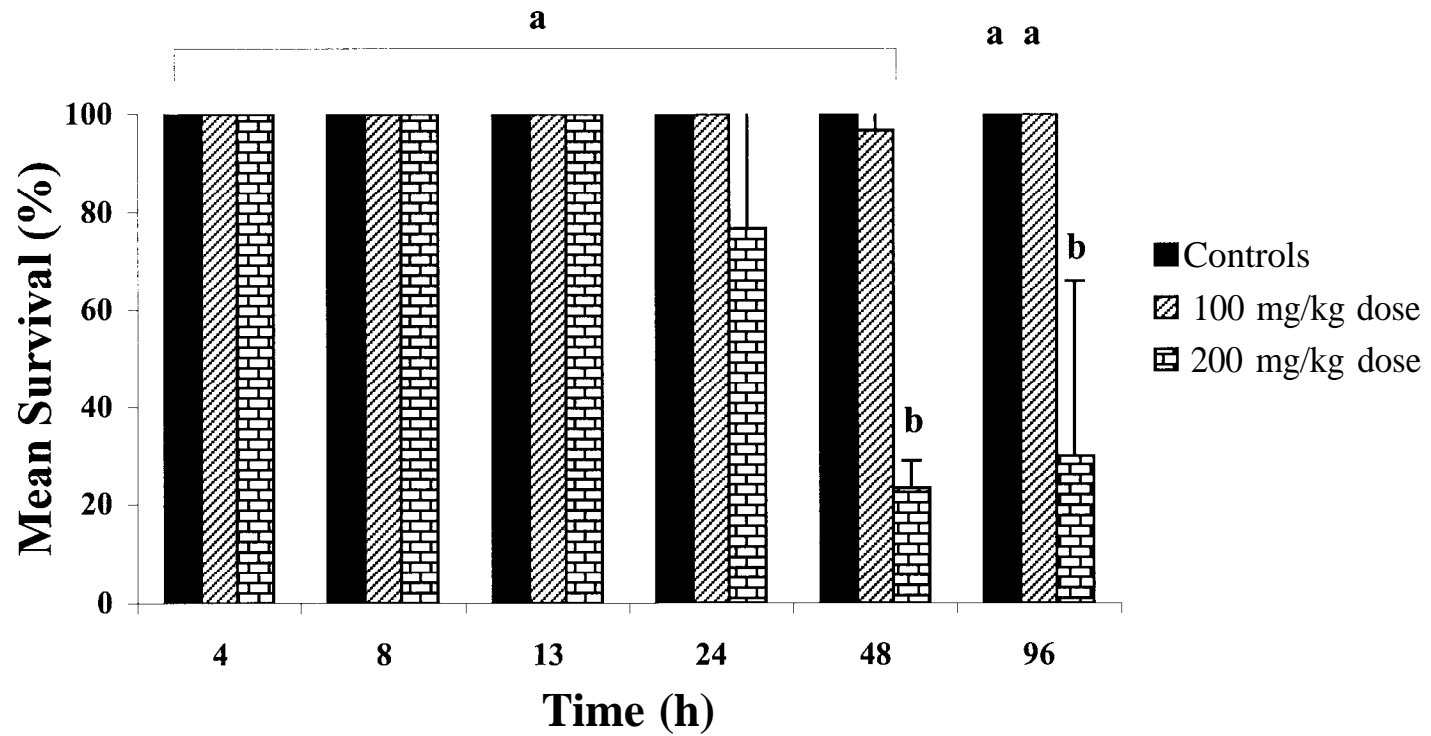 a
a a
100
80
60
40
20
0
b
b
4 8 13 24 48 96
Mean Survival (%)
Time (h)
Controls
100 mg/kg dose
200 mg/kg dose